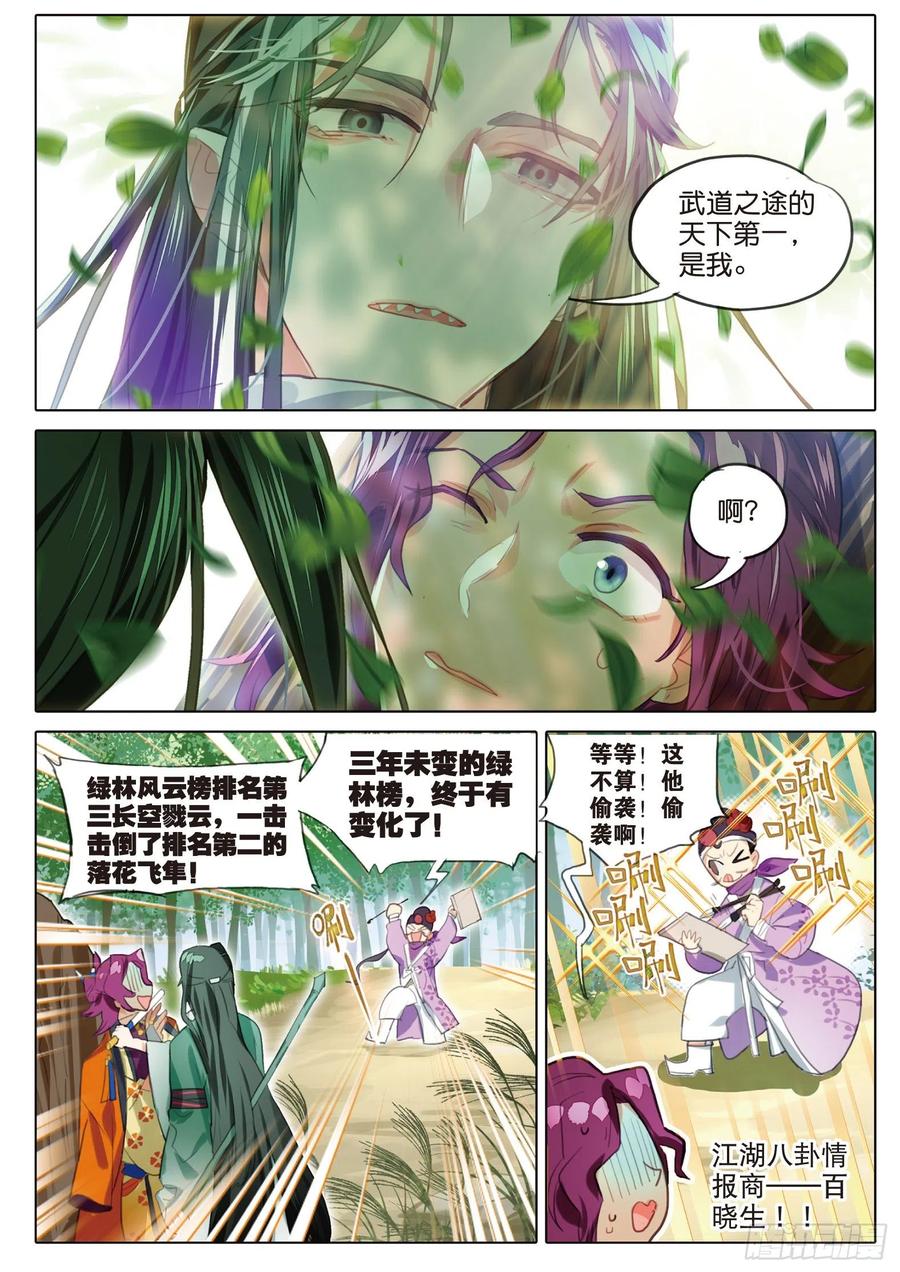 武道之途的
天下第一，
是我。
啊？
三年未变的绿
林榜，终于有
变化了！
绿林风云榜排名第
三长空戮云，一击
击倒了排名第二的
落花飞隼！
唰
等等！这
不算！他
偷袭！偷
袭啊！
唰
唰
唰
唰
唰
唰
江湖八卦情
报商——百
晓生！！
腾讯动漫